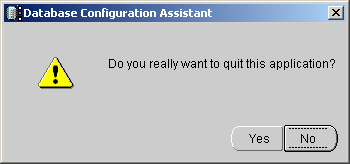 Database Configuration Assistant
Do you really want to quit this application?
Yes No